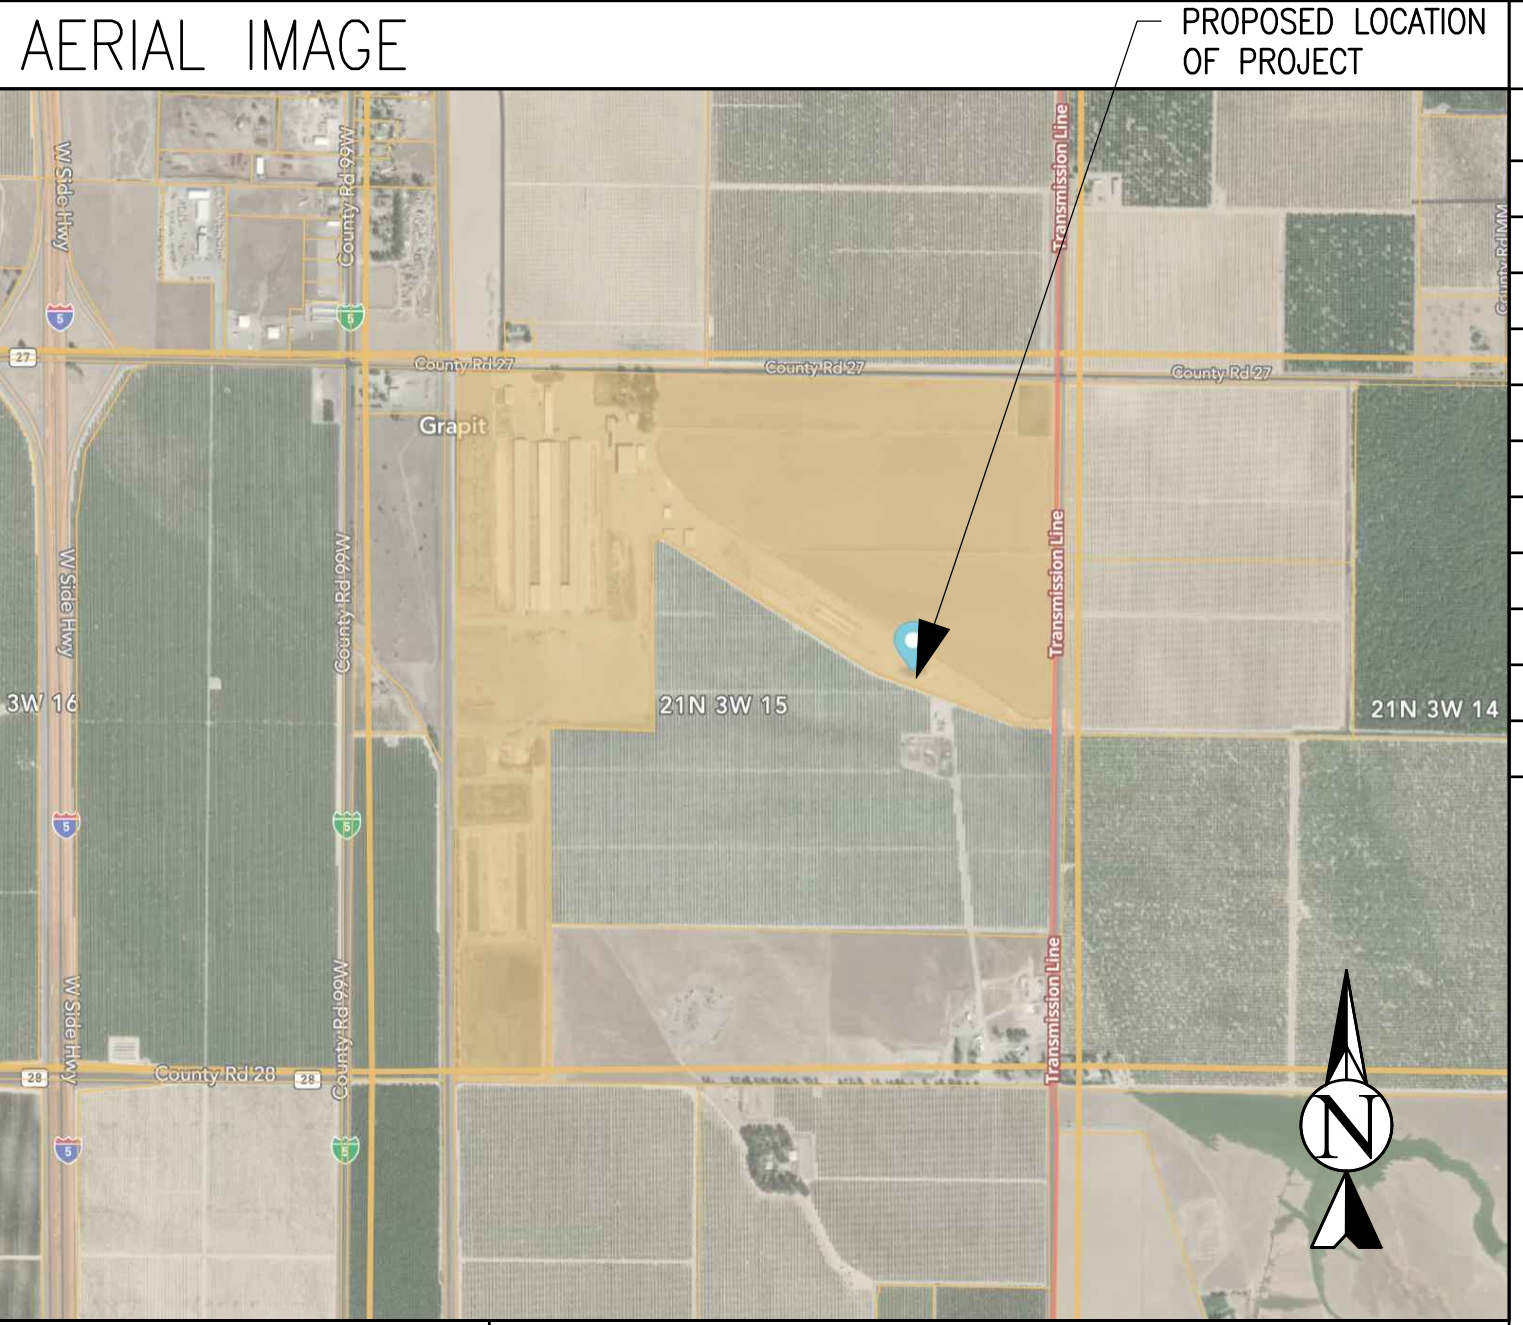 AERIAL IMAGE
PROPOSED LOCATION
OF PROJECT
W Side Hwy
County Rd 99W
Transmission Line
County Rd MM
5
5
27
County Rd 27
County Rd 27
County Rd 27
Grapit
W Side Hwy
County Rd 99W
Transmission Line
3W 16
21N 3W 15
21N 3W 14
5
5
W Side Hwy
County Rd 99W
Transmission Line
28
County Rd 28
28
5
5
N